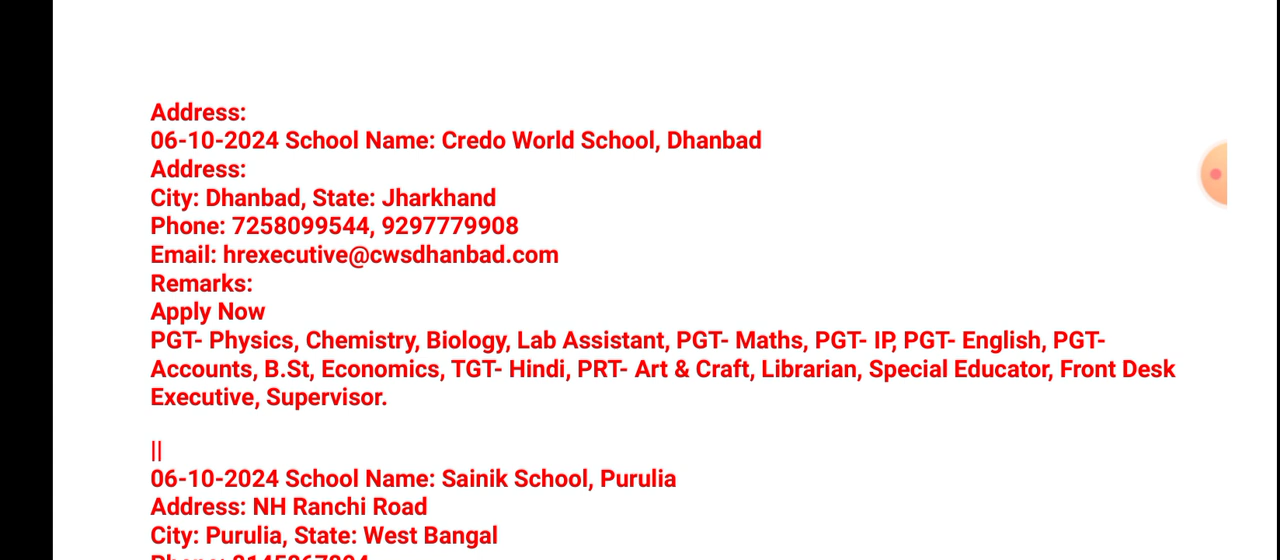 Address:
06-10-2024 School Name: Credo World School, Dhanbad
Address:
City: Dhanbad, State: Jharkhand
Phone: 7258099544, 9297779908
Email: hrexecutive@cwsdhanbad.com
Remarks:
Apply Now
PGT- Physics, Chemistry, Biology, Lab Assistant, PGT- Maths, PGT- IP, PGT- English, PGT-
Accounts, B.St, Economics, TGT- Hindi, PRT- Art & Craft, Librarian, Special Educator, Front Desk
Executive, Supervisor.
||
06-10-2024 School Name: Sainik School, Purulia
Address: NH Ranchi Road
City: Purulia, State: West Bangal